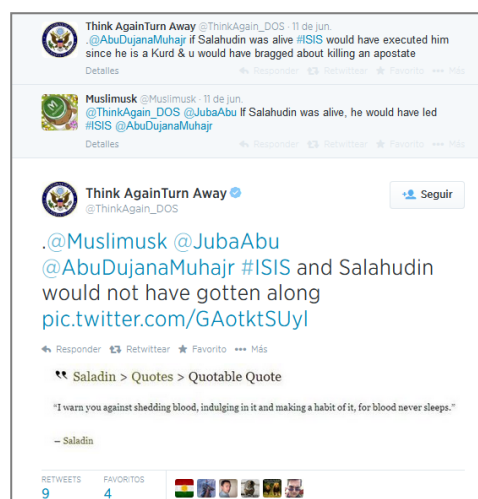 Think AgainTurn Away @ThinkAgain_DOS · 11 de jun.
.@AbuDujanaMuhajr if Salahudin was alive #ISIS would have executed him
since he is a Kurd & u would have bragged about killing an apostate
Detalles Responder Retwittear Favorito Más
Muslimusk @Muslimusk · 11 de jun.
@ThinkAgain_DOS @JubaAbu If Salahudin was alive, he would have led
#ISIS @AbuDujanaMuhajr
Detalles Responder Retwittear Favorito Más
Think AgainTurn Away
@ThinkAgain_DOS
Seguir
.@Muslimusk @JubaAbu
@AbuDujanaMuhajr #ISIS and Salahudin
would not have gotten along
pic.twitter.com/GAotktSUyI
Responder Retwittear Favorito Más
Saladin > Quotes > Quotable Quote
“I warn you against shedding blood, indulging in it and making a habit of it, for blood never sleeps.”
– Saladin
RETWEETS FAVORITOS
9 4